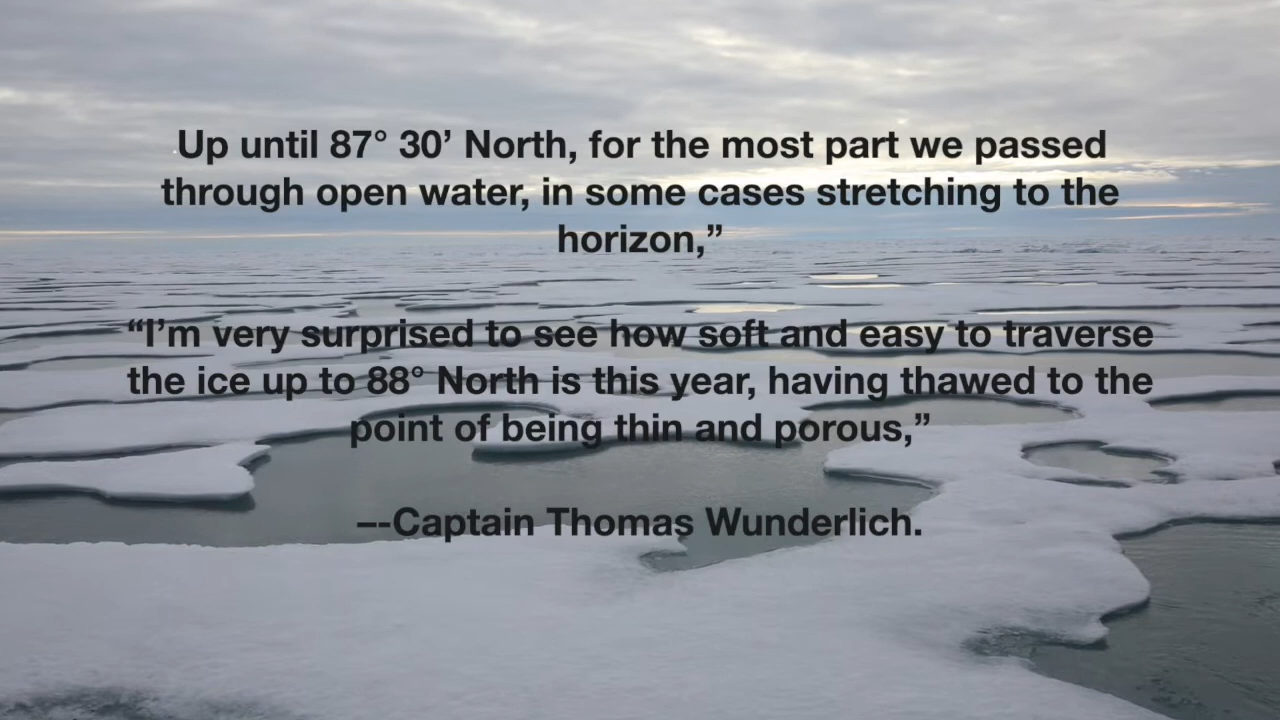 Up until 87° 30’ North, for the most part we passed
through open water, in some cases stretching to the
horizon,”
“I’m very surprised to see how soft and easy to traverse
the ice up to 88° North is this year, having thawed to the
point of being thin and porous,”
–-Captain Thomas Wunderlich.